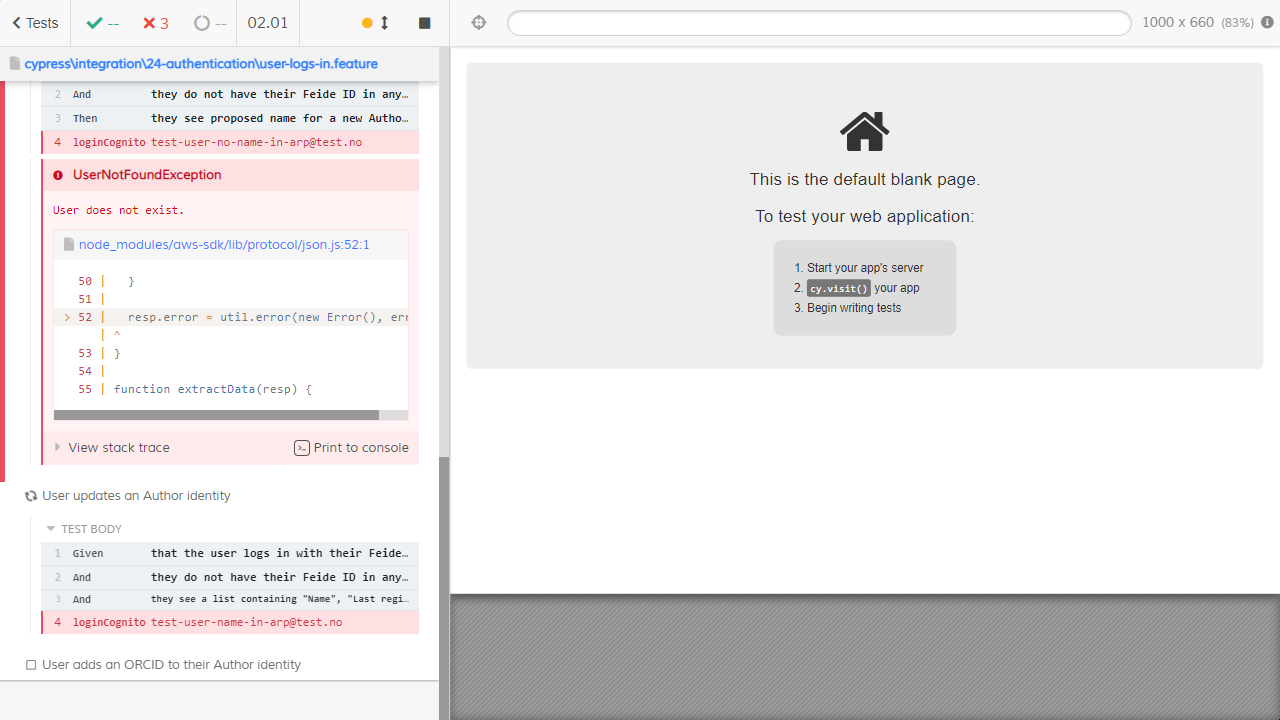 Tests
--
3
--
02.01
1000 x 660 (83%)
cypress\integration\24-authentication\user-logs-in.feature
2 And they do not have their Feide ID in any…
3 Then they see proposed name for a new Autho…
4 loginCognito test-user-no-name-in-arp@test.no
UserNotFoundException
User does not exist.
node_modules/aws-sdk/lib/protocol/json.js:52:1
50 | }
51 |
> 52 | resp.error = util.error(new Error(), err
| ^
53 | }
54 |
55 | function extractData(resp) {
View stack trace
Print to console
User updates an Author identity
TEST BODY
1 Given that the user logs in with their Feide…
2 And they do not have their Feide ID in any…
3 And they see a list containing "Name", "Last regi…
4 loginCognito test-user-name-in-arp@test.no
User adds an ORCID to their Author identity
This is the default blank page.
To test your web application:
1. Start your app's server
2. cy.visit() your app
3. Begin writing tests